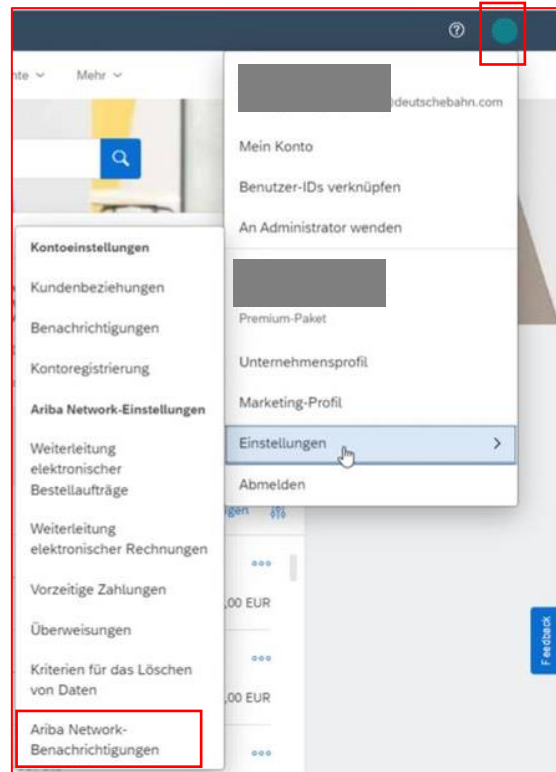 Mehr
deutschebahn.com
Mein Konto
Benutzer-IDs verknüpfen
An Administrator wenden
Premium-Paket
Unternehmensprofil
Marketing-Profil
Einstellungen
Abmelden
Kontoeinstellungen
Kundenbeziehungen
Benachrichtigungen
Kontoregistrierung
Ariba Network-Einstellungen
Weiterleitung
elektronischer
Bestellaufträge
Weiterleitung
elektronischer Rechnungen
Vorzeitige Zahlungen
Überweisungen
Kriterien für das Löschen
von Daten
Ariba Network-
Benachrichtigungen
,00 EUR
,00 EUR
Feedback